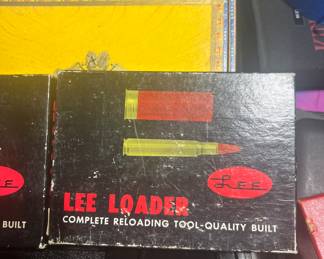 LEE
LEE LOADER
COMPLETE RELOADING TOOL-QUALITY BUILT
BUILT